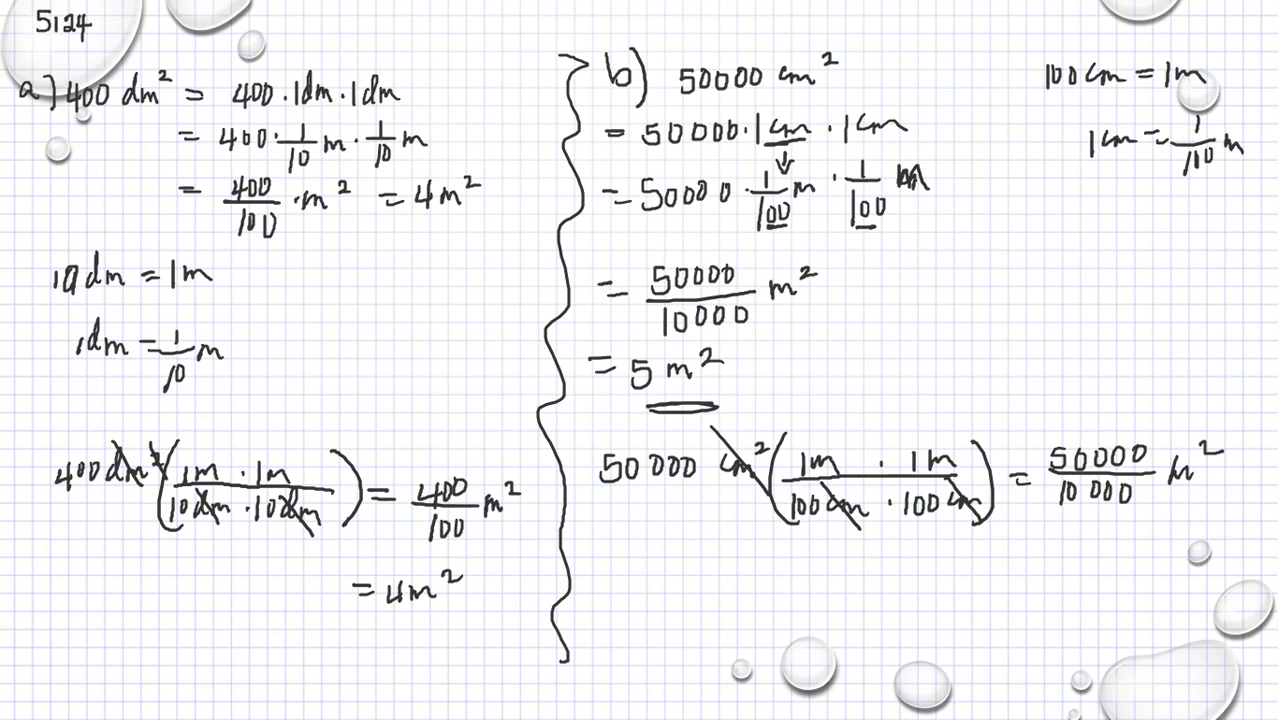 5124
a) 400 dm² = 400 · 1dm · 1dm
= 400 · 1/10 m · 1/10 m
= 400/100 · m² = 4m²
10dm = 1m
1dm = 1/10 m
400dm² (1m · 1m / 10dm · 10dm) = 400/100 m²
= 4m²
b) 50000 cm²
= 50000 · 1cm · 1cm
= 50000 · 1/100 m · 1/100 m
= 50000/10000 m²
= 5 m²
50000 cm² (1m · 1m / 100cm · 100cm) = 50000/10000 m²
100cm = 1m
1cm = 1/100 m